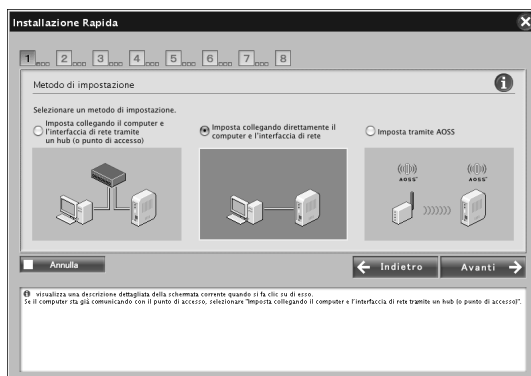 Installazione Rapida
1 2 3 4 5 6 7 8
Metodo di impostazione
Selezionare un metodo di impostazione.
Imposta collegando il computer e
l'interfaccia di rete tramite
un hub (o punto di accesso)
Imposta collegando direttamente il
computer e l'interfaccia di rete
Imposta tramite AOSS
AOSS™ AOSS™
Annulla
Indietro
Avanti
visualizza una descrizione dettagliata della schermata corrente quando si fa clic su di esso.
Se il computer sta già comunicando con il punto di accesso, selezionare "Imposta collegando il computer e l'interfaccia di rete tramite un hub (o punto di accesso)".